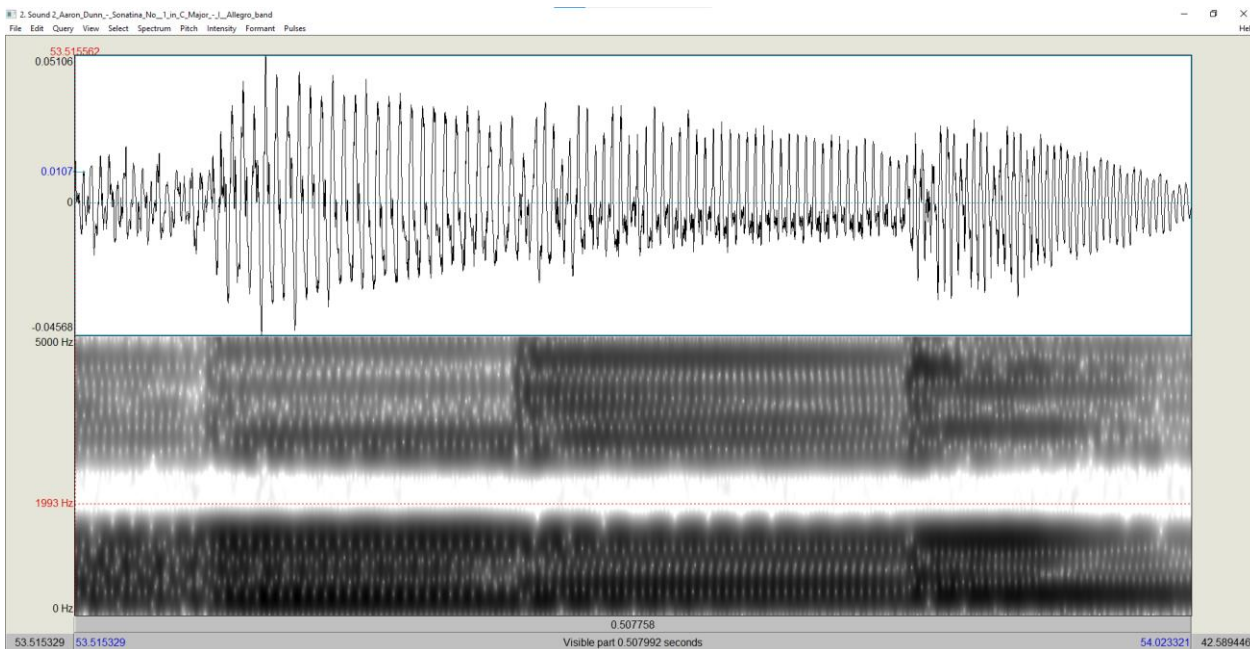 2. Sound 2_Aaron_Dunn_-_Sonatina_No__1_in_C_Major_-_I__Allegro_band
File Edit Query View Select Spectrum Pitch Intensity Formant Pulses Hel
53.515562
0.05106
0.0107
0
-0.04568
5000 Hz
1993 Hz
0 Hz
0.507758
53.515329 53.515329 Visible part 0.507992 seconds 54.023321 42.589446